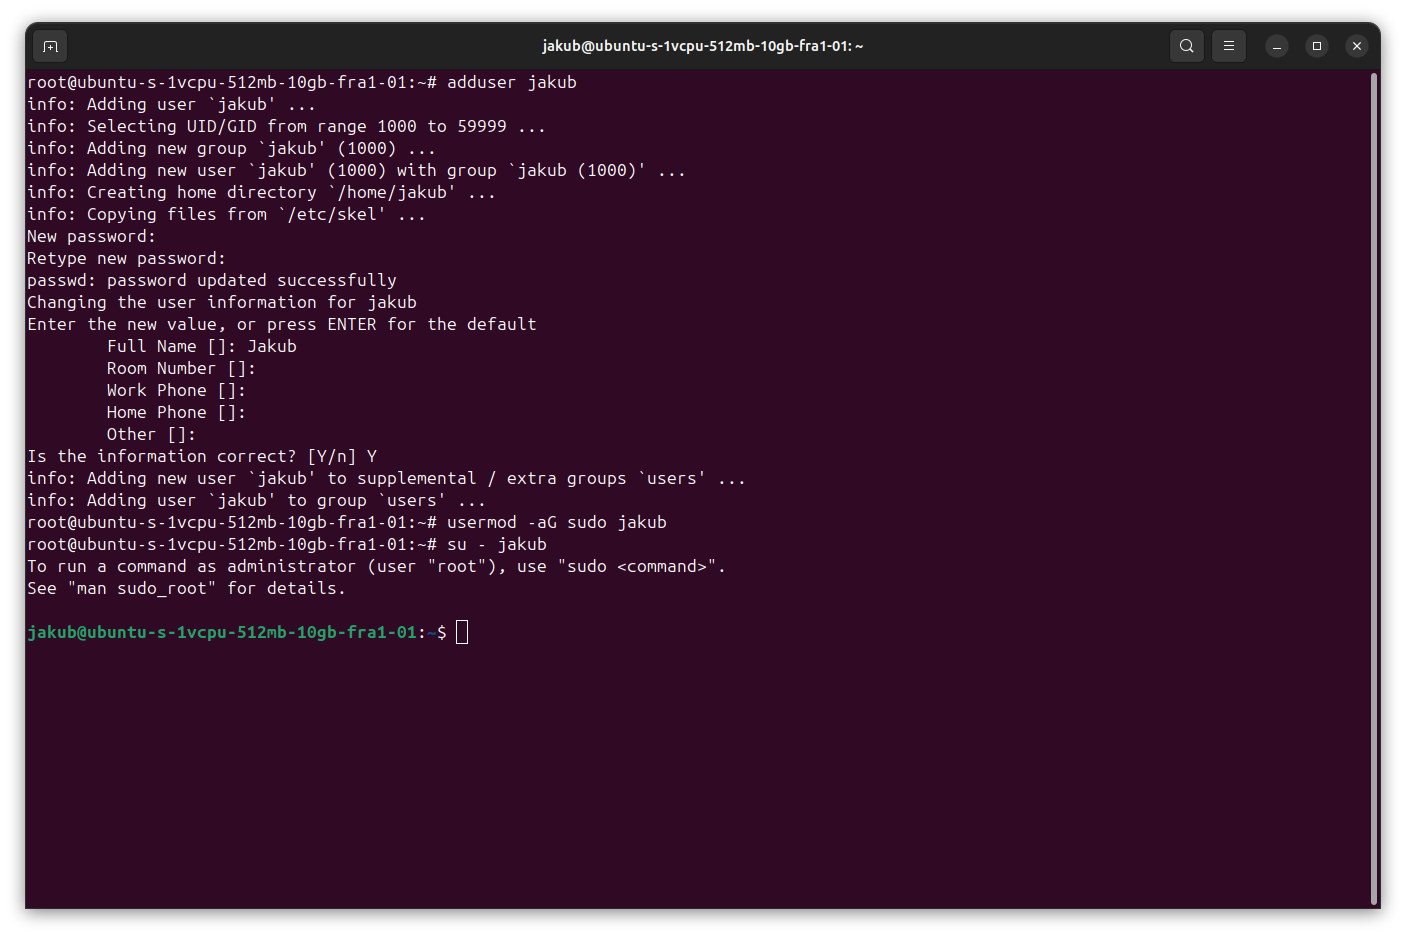 jakub@ubuntu-s-1vcpu-512mb-10gb-fra1-01: ~
root@ubuntu-s-1vcpu-512mb-10gb-fra1-01:~# adduser jakub
info: Adding user `jakub' ...
info: Selecting UID/GID from range 1000 to 59999 ...
info: Adding new group `jakub' (1000) ...
info: Adding new user `jakub' (1000) with group `jakub (1000)' ...
info: Creating home directory `/home/jakub' ...
info: Copying files from `/etc/skel' ...
New password:
Retype new password:
passwd: password updated successfully
Changing the user information for jakub
Enter the new value, or press ENTER for the default
        Full Name []: Jakub
        Room Number []:
        Work Phone []:
        Home Phone []:
        Other []:
Is the information correct? [Y/n] Y
info: Adding new user `jakub' to supplemental / extra groups `users' ...
info: Adding user `jakub' to group `users' ...
root@ubuntu-s-1vcpu-512mb-10gb-fra1-01:~# usermod -aG sudo jakub
root@ubuntu-s-1vcpu-512mb-10gb-fra1-01:~# su - jakub
To run a command as administrator (user "root"), use "sudo <command>".
See "man sudo_root" for details.

jakub@ubuntu-s-1vcpu-512mb-10gb-fra1-01:~$